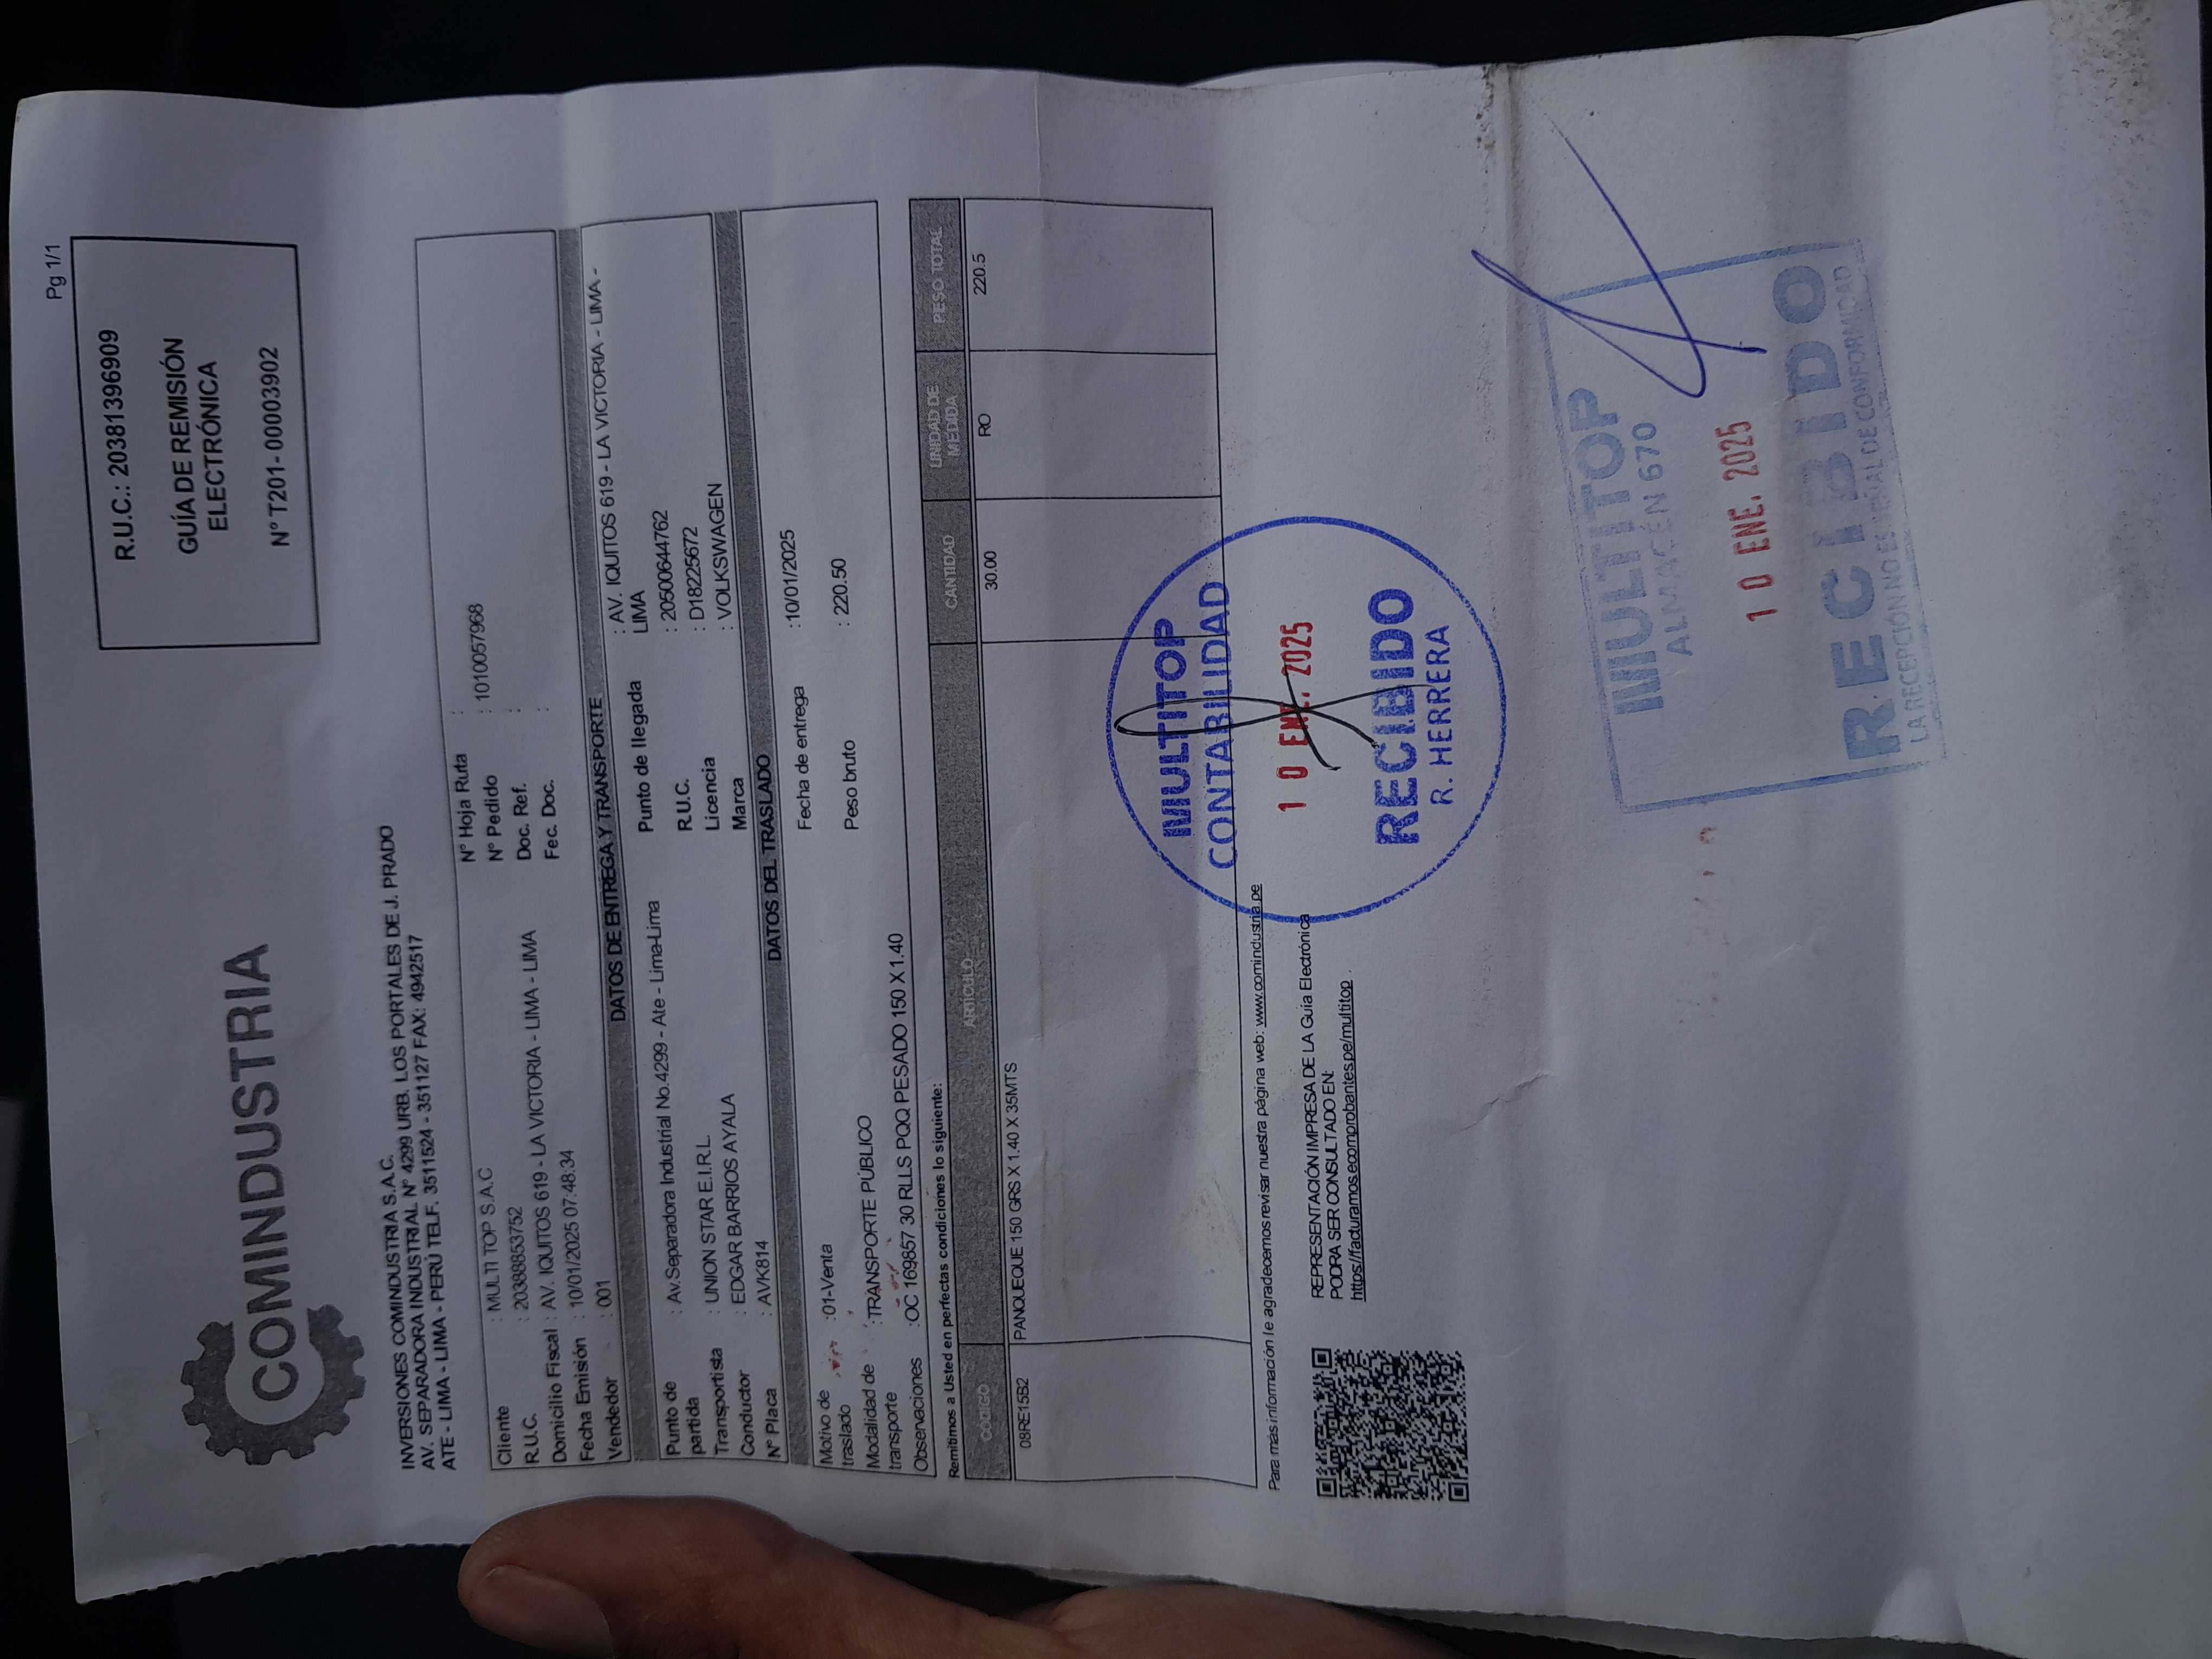 Pg 1/1
COMINDUSTRIA
R.U.C.: 20381396909
GUÍA DE REMISIÓN
ELECTRÓNICA
N° T201- 00003902
INVERSIONES COMINDUSTRIA S.A.C.
AV. SEPARADORA INDUSTRIAL N° 4299 URB. LOS PORTALES DE J. PRADO
ATE - LIMA - LIMA - PERÚ TELF. 3511524 - 351127 FAX: 4942517
Cliente : MULTI TOP S.A.C N° Hoja Ruta :
R.U.C. : 20388853752 N° Pedido : 1010057968
Domicilio Fiscal : AV. IQUITOS 619 - LA VICTORIA - LIMA - LIMA Doc. Ref. :
Fecha Emisión : 10/01/2025 07:48:34 Fec. Doc. :
Vendedor : 001
DATOS DE ENTREGA Y TRANSPORTE
Punto de partida : Av.Separadora Industrial No.4299 - Ate - Lima-Lima Punto de llegada : AV. IQUITOS 619 - LA VICTORIA - LIMA - LIMA
Transportista : UNION STAR E.I.R.L. R.U.C. : 20500644762
Conductor : EDGAR BARRIOS AYALA Licencia : D18225672
N° Placa : AVK814 Marca : VOLKSWAGEN
DATOS DEL TRASLADO
Motivo de traslado :01-Venta Fecha de entrega :10/01/2025
Modalidad de transporte :TRANSPORTE PÚBLICO Peso bruto : 220.50
Observaciones :OC 169857 30 RLLS PQQ PESADO 150 X 1.40
Remitimos a Usted en perfectas condiciones lo siguiente:
CÓDIGO ARTÍCULO CANTIDAD UNIDAD DE MEDIDA PESO TOTAL
08RE15B2 PANQUEQUE 150 GRS X 1.40 X 35MTS 30.00 RO 220.5
Para más información le agradecemos revisar nuestra página web: www.comindustria.pe
REPRESENTACIÓN IMPRESA DE LA Guía Electrónica
PODRA SER CONSULTADO EN:
https://facturamos.ecomprobantes.pe/multitop .
MULTITOP
CONTABILIDAD
10 ENE. 2025
RECIBIDO
R. HERRERA
MULTITOP
ALMACEN 670
10 ENE. 2025
RECIBIDO
LA RECEPCIÓN NO ES SEÑAL DE CONFORMIDAD